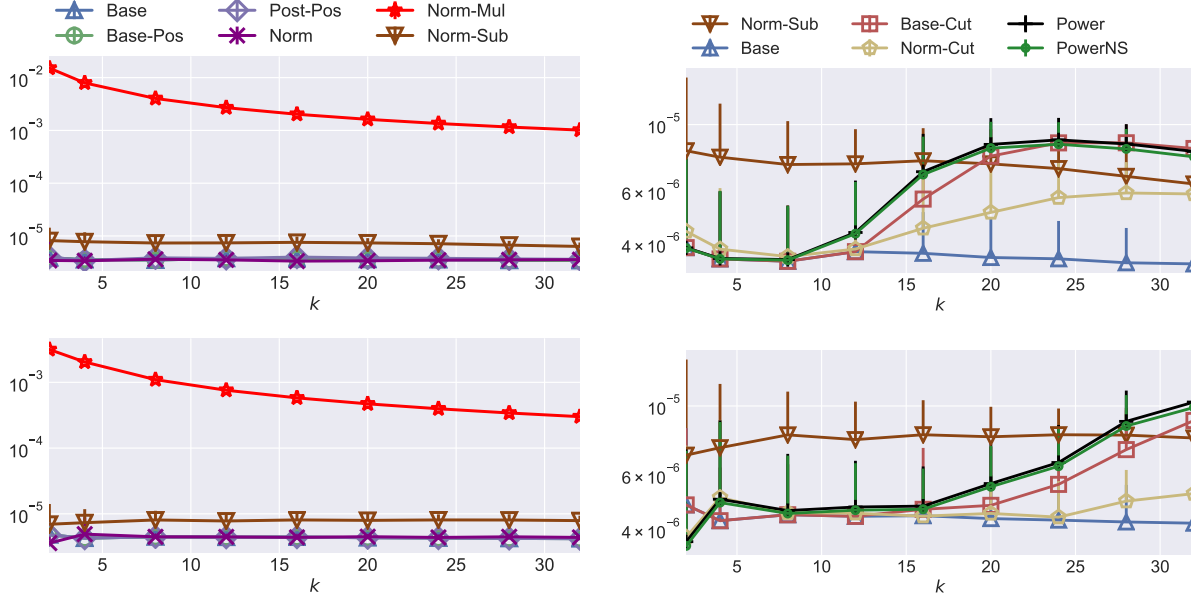 Base Post-Pos Norm-Mul
Base-Pos Norm Norm-Sub
10⁻²
10⁻³
10⁻⁴
10⁻⁵
5 10 15 20 25 30
k
Norm-Sub Base-Cut Power
Base Norm-Cut PowerNS
10⁻⁵
6 × 10⁻⁶
4 × 10⁻⁶
5 10 15 20 25 30
k
10⁻³
10⁻⁴
10⁻⁵
5 10 15 20 25 30
k
10⁻⁵
6 × 10⁻⁶
4 × 10⁻⁶
5 10 15 20 25 30
k